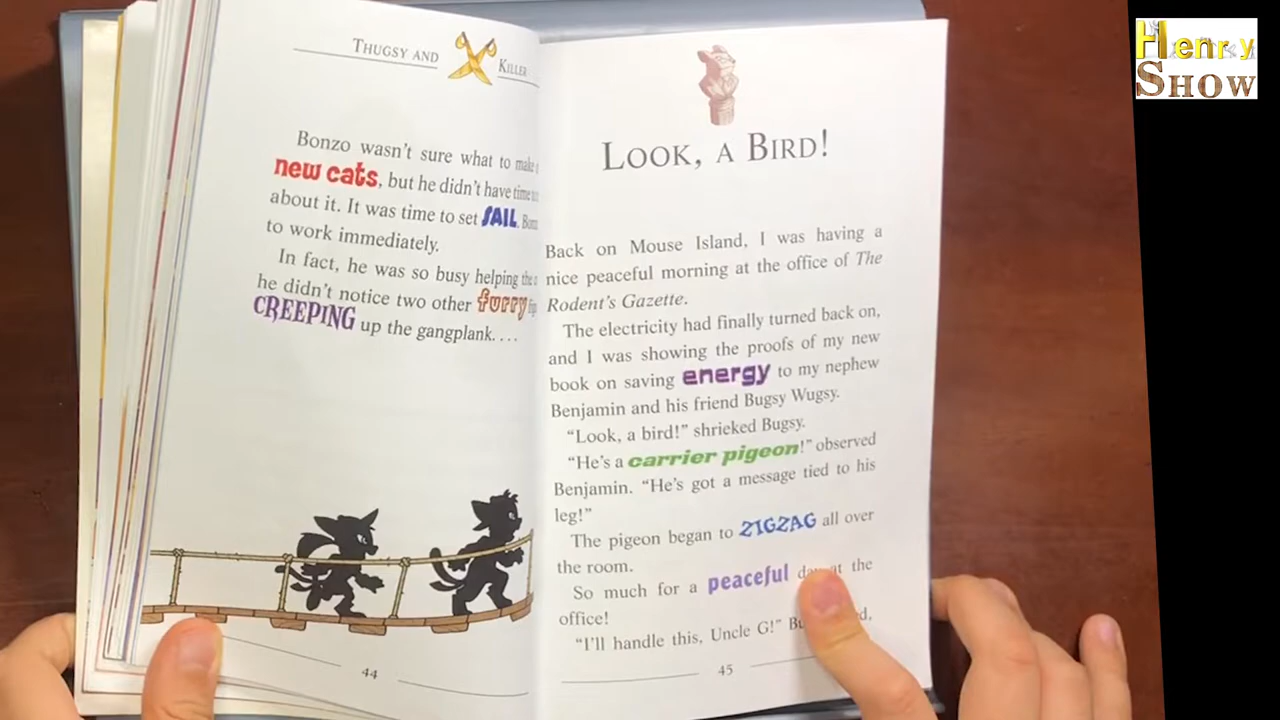 THUGSY AND KILLER
Bonzo wasn't sure what to make
new cats, but he didn't have time
about it. It was time to set SAIL.
to work immediately.
In fact, he was so busy helping the
he didn't notice two other furry
CREEPING up the gangplank. . . .
44
LOOK, A BIRD!
Back on Mouse Island, I was having a
nice peaceful morning at the office of The
Rodent's Gazette.
The electricity had finally turned back on,
and I was showing the proofs of my new
book on saving energy to my nephew
Benjamin and his friend Bugsy Wugsy.
"Look, a bird!" shrieked Bugsy.
"He's a carrier pigeon!" observed
Benjamin. "He's got a message tied to his
leg!"
The pigeon began to ZIGZAG all over
the room.
So much for a peaceful day at the
office!
"I'll handle this, Uncle G!"
45
Henry
SHOW